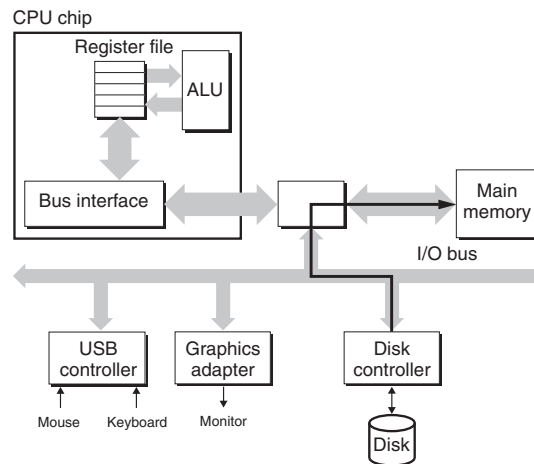 CPU chip
Register file
ALU
Bus interface
Main
memory
I/O bus
USB
controller
Graphics
adapter
Disk
controller
Mouse
Keyboard
Monitor
Disk